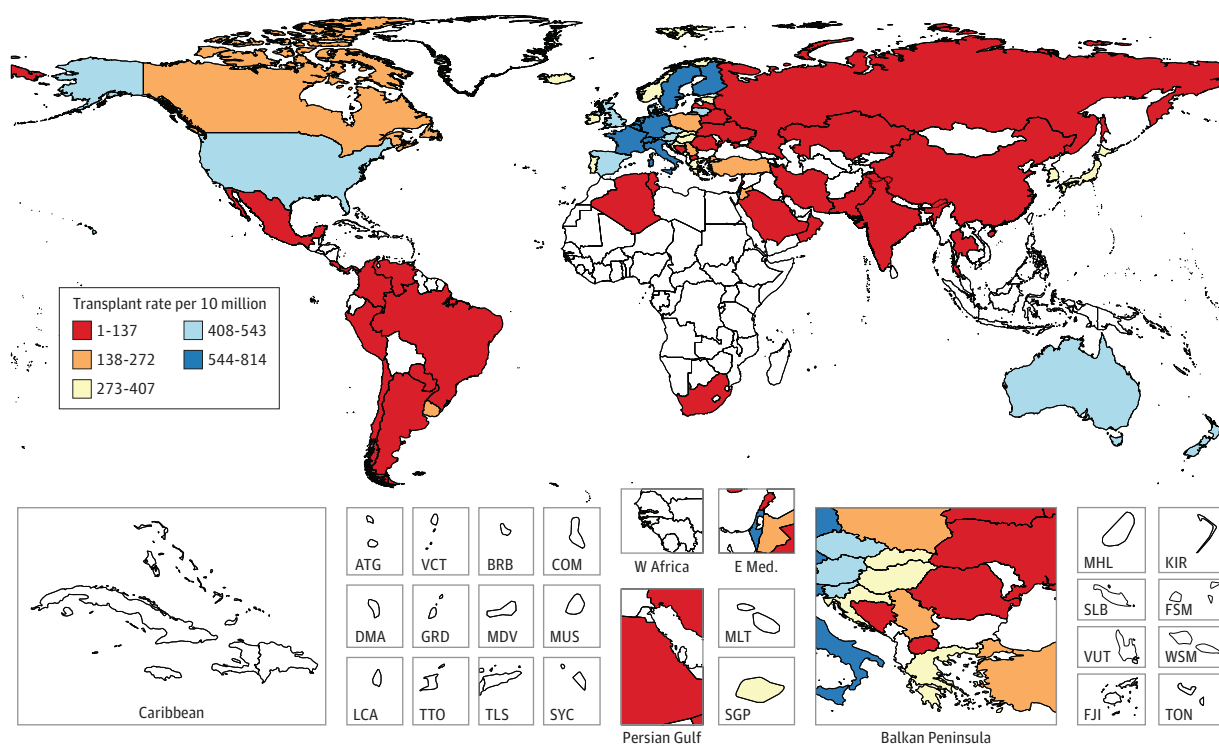 Transplant rate per 10 million
1-137
408-543
138-272
544-814
273-407
Caribbean
ATG
VCT
BRB
COM
DMA
GRD
MDV
MUS
LCA
TTO
TLS
SYC
W Africa
E Med.
Persian Gulf
MLT
SGP
Balkan Peninsula
MHL
KIR
SLB
FSM
VUT
WSM
FJI
TON